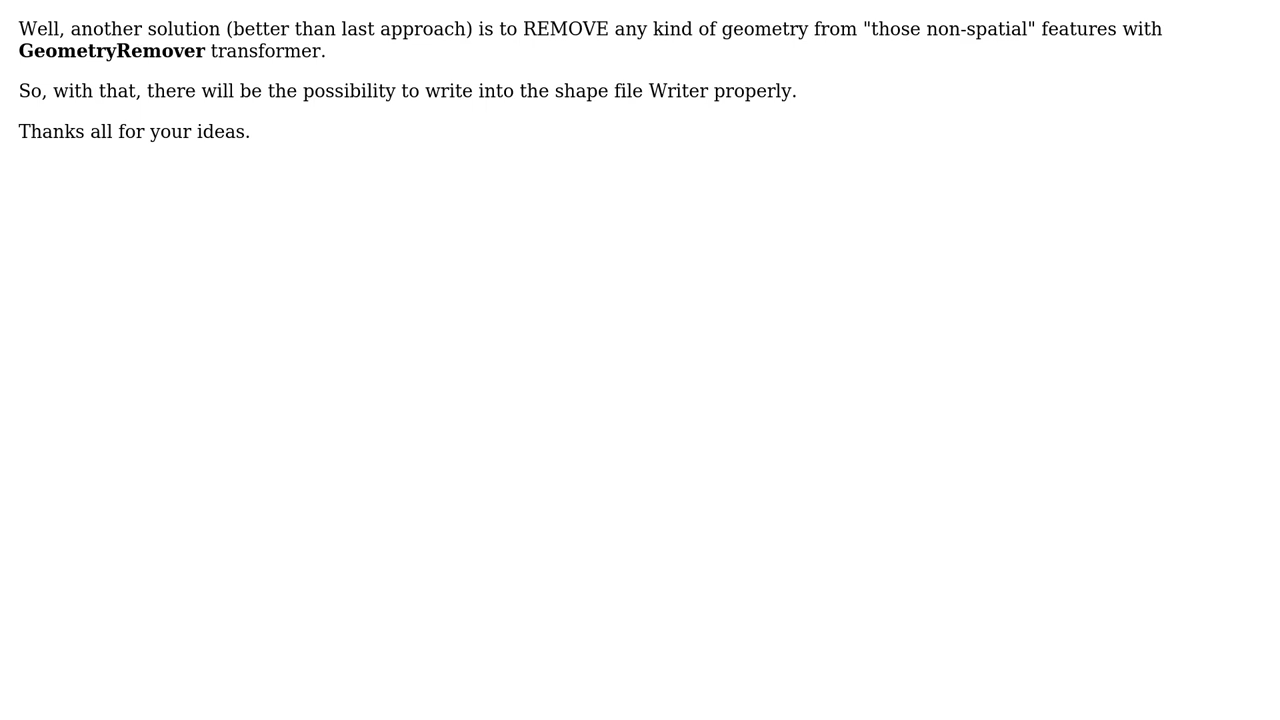 Well, another solution (better than last approach) is to REMOVE any kind of geometry from "those non-spatial" features with
GeometryRemover transformer.
So, with that, there will be the possibility to write into the shape file Writer properly.
Thanks all for your ideas.